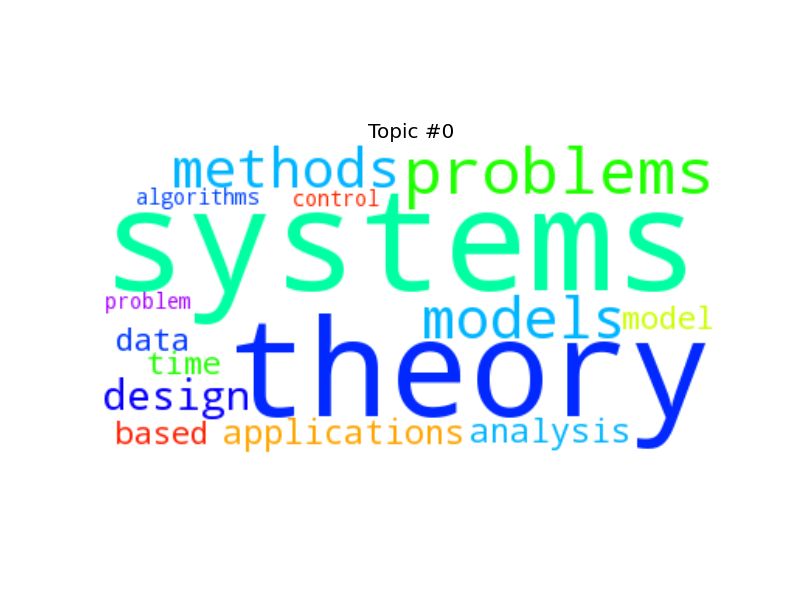 Topic #0
methods problems
algorithms control
systems
problem
models model
data
time theory
design
based applications analysis